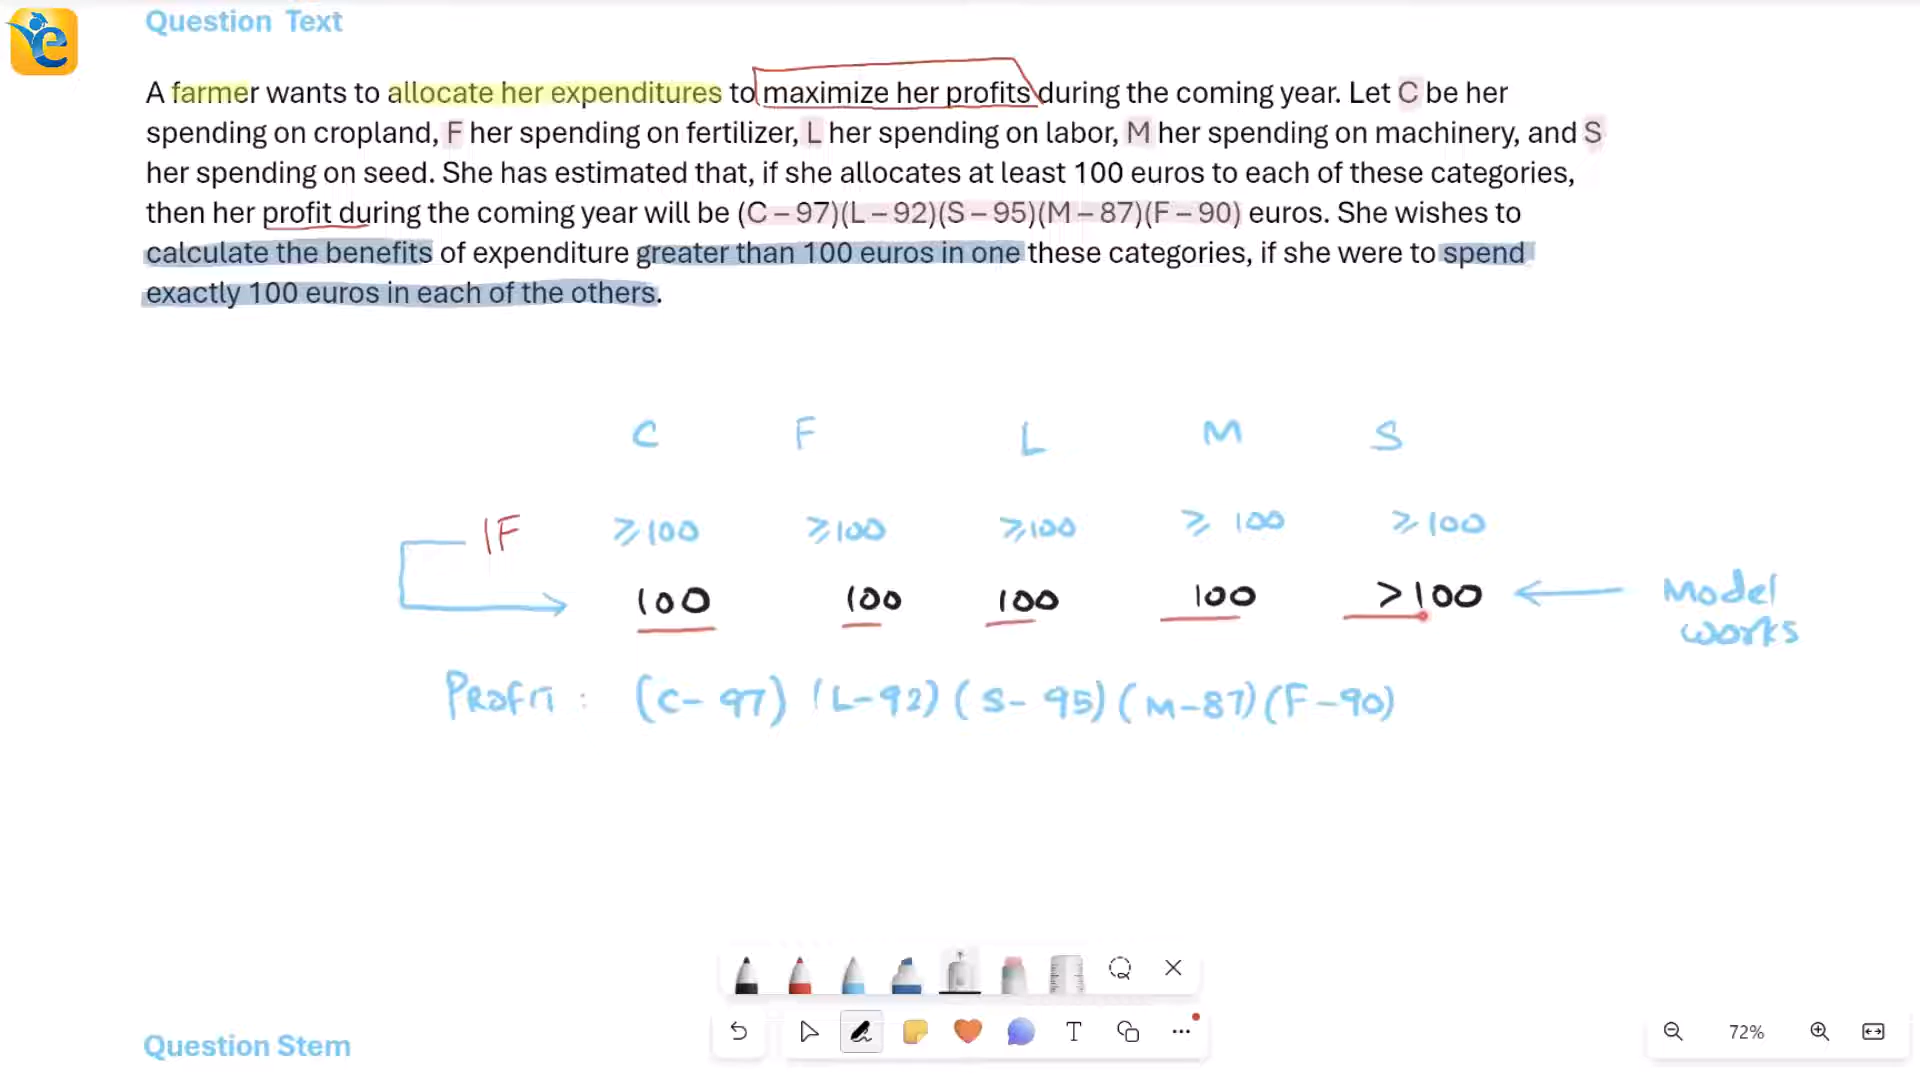 Question Text
A farmer wants to allocate her expenditures to maximize her profits during the coming year. Let C be her
spending on cropland, F her spending on fertilizer, L her spending on labor, M her spending on machinery, and S
her spending on seed. She has estimated that, if she allocates at least 100 euros to each of these categories,
then her profit during the coming year will be (C – 97)(L – 92)(S – 95)(M – 87)(F – 90) euros. She wishes to
calculate the benefits of expenditure greater than 100 euros in one these categories, if she were to spend
exactly 100 euros in each of the others.
C F L M S
IF ≥100 ≥100 ≥100 ≥ 100 ≥100
100 100 100 100 >100 Model
works
Profit : (C- 97) (L-92) (S- 95) (M-87) (F-90)
T
72%
Question Stem